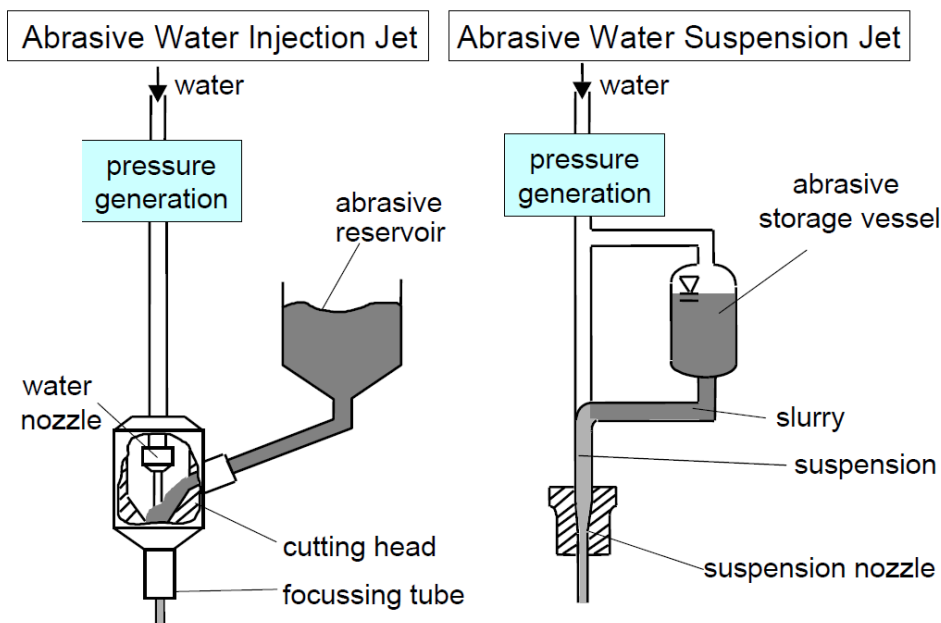 Abrasive Water Injection Jet
water
pressure
generation
abrasive
reservoir
water
nozzle
cutting head
focussing tube
Abrasive Water Suspension Jet
water
pressure
generation
abrasive
storage vessel
slurry
suspension
suspension nozzle